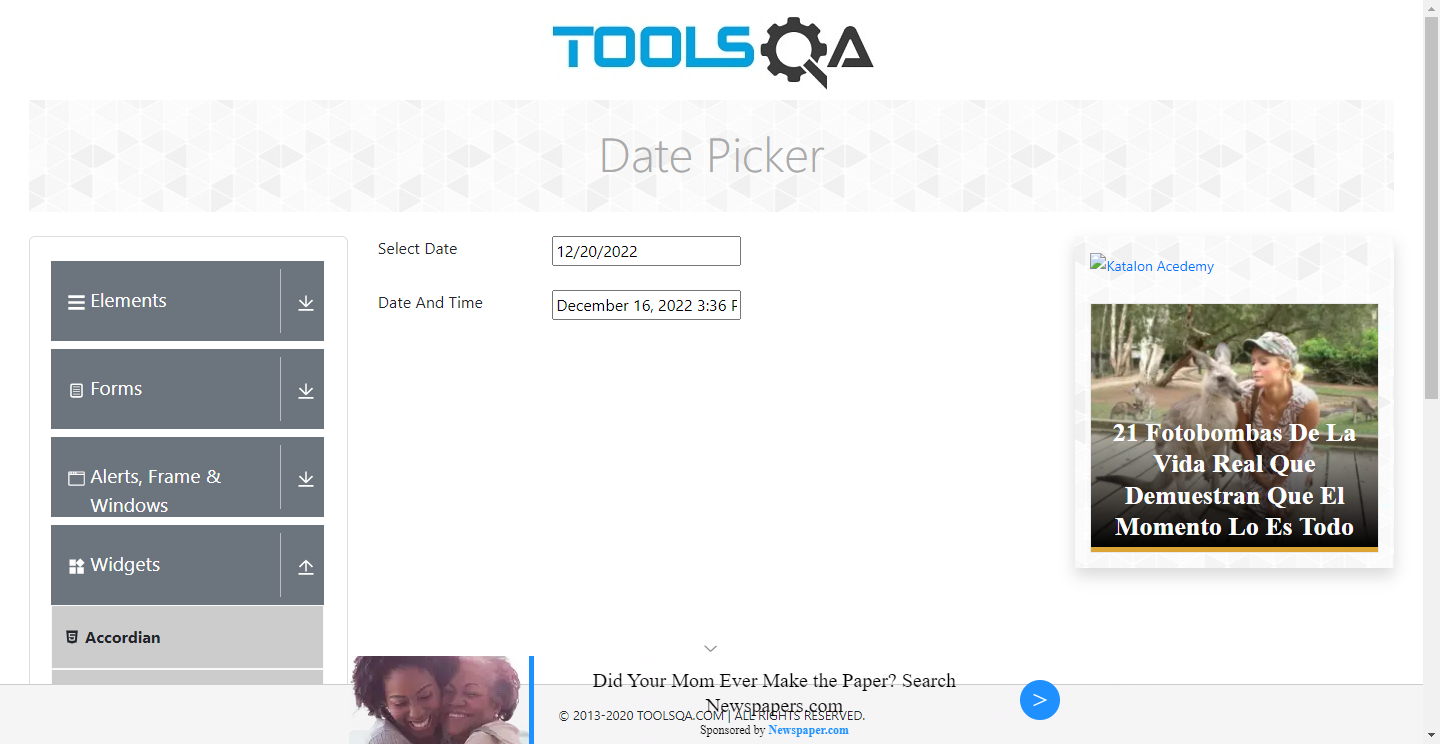 TOOLSQA
Date Picker
Elements
Forms
Alerts, Frame &
Windows
Widgets
Accordian
Select Date
12/20/2022
Date And Time
December 16, 2022 3:36 P
Katalon Acedemy
21 Fotobombas De La
Vida Real Que
Demuestran Que El
Momento Lo Es Todo
Did Your Mom Ever Make the Paper? Search
Newspapers.com
>
© 2013-2020 TOOLSQA.COM | ALL RIGHTS RESERVED.
Sponsored by Newspaper.com